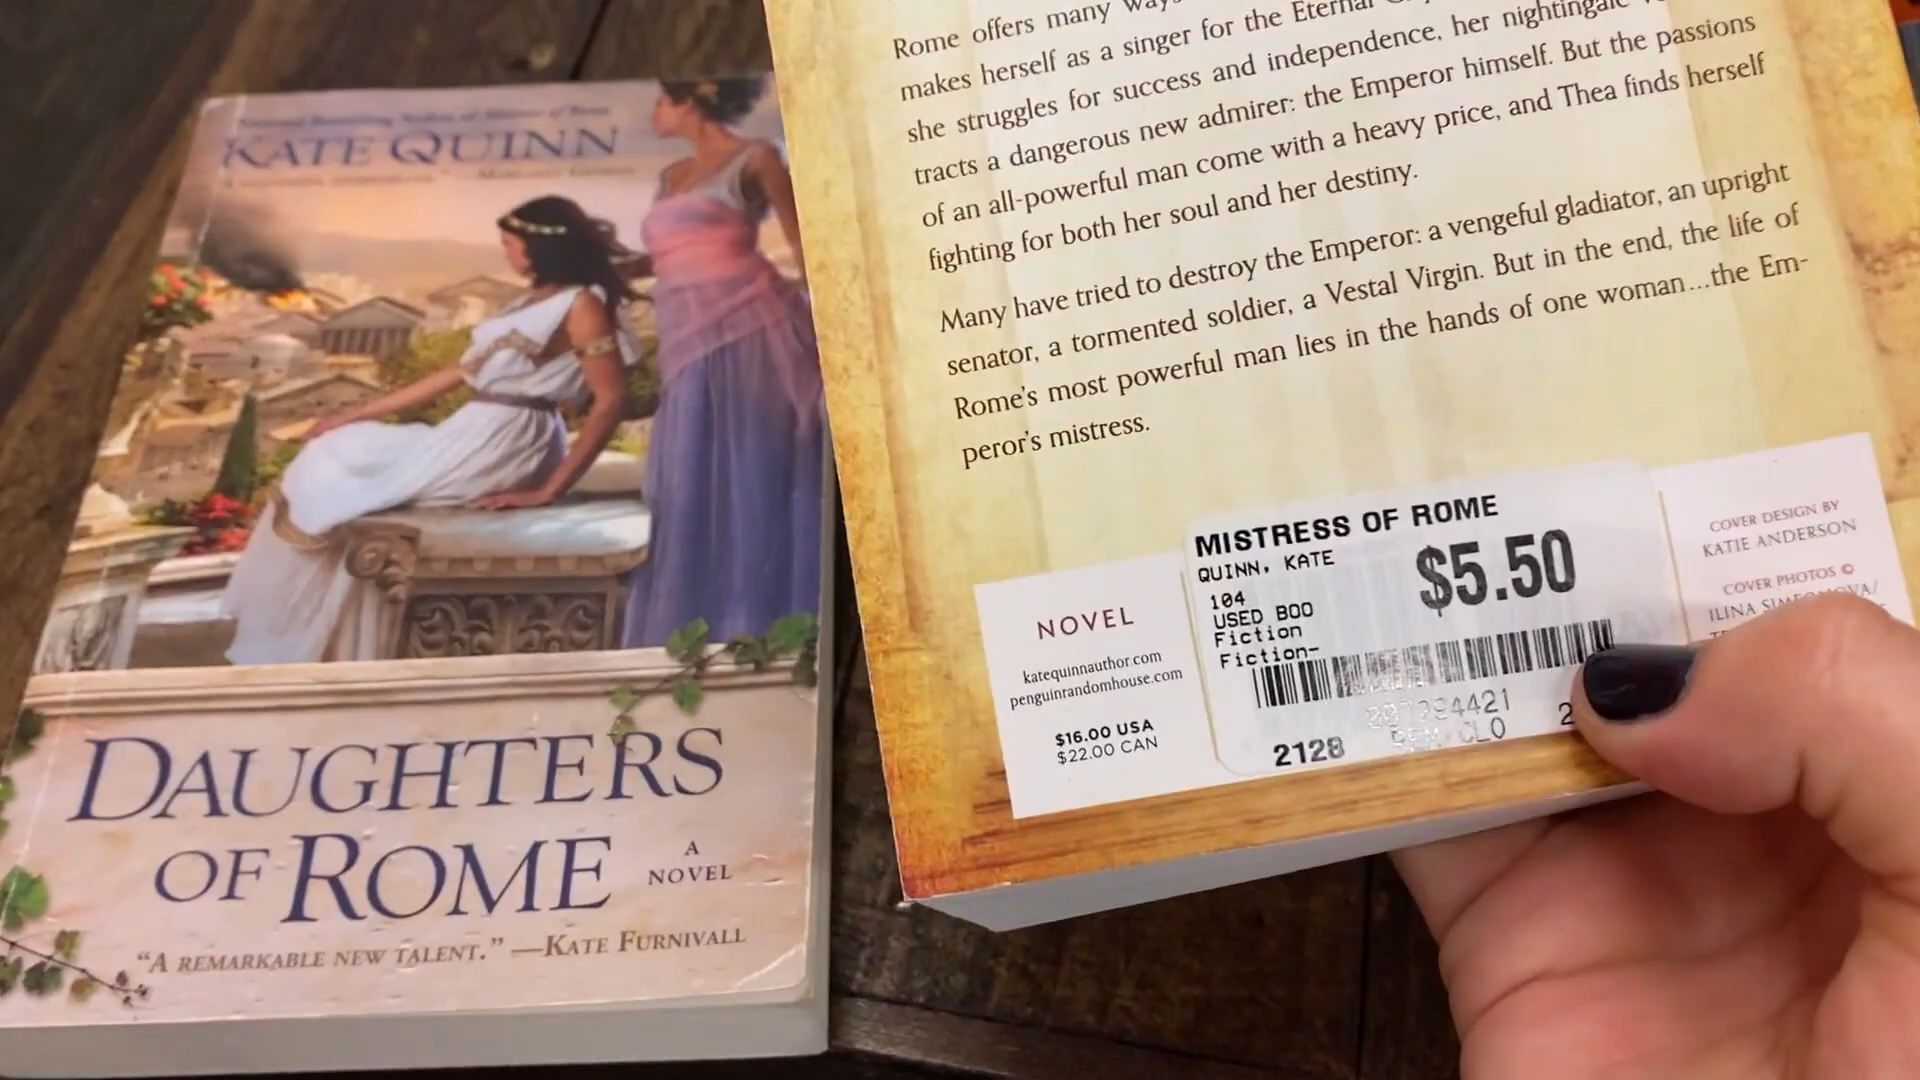 KATE QUINN
DAUGHTERS
OF ROME
A
NOVEL
“A REMARKABLE NEW TALENT.” —KATE FURNIVALL
Rome offers many ways
makes herself as a singer for the Eternal
she struggles for success and independence, her nightingale
tracts a dangerous new admirer: the Emperor himself. But the passions
of an all-powerful man come with a heavy price, and Thea finds herself
fighting for both her soul and her destiny.
Many have tried to destroy the Emperor: a vengeful gladiator, an upright
senator, a tormented soldier, a Vestal Virgin. But in the end, the life of
Rome's most powerful man lies in the hands of one woman...the Em-
peror's mistress.
NOVEL
katequinnauthor.com
penguinrandomhouse.com
$16.00 USA
$22.00 CAN
MISTRESS OF ROME
QUINN, KATE
$5.50
104
USED BOO
Fiction
Fiction-
2128
COVER DESIGN BY
KATIE ANDERSON
COVER PHOTOS ©
ILINA